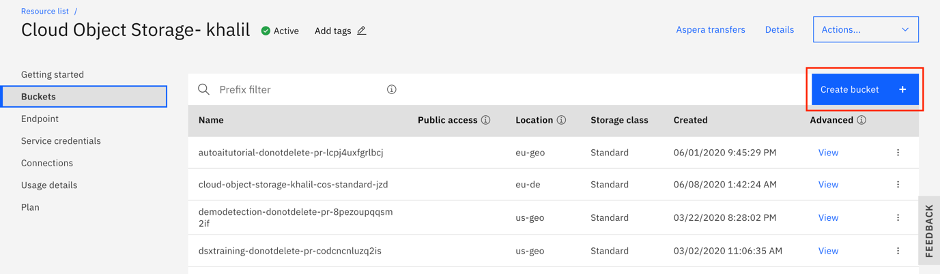 Resource list /
Cloud Object Storage- khalil Active Add tags Aspera transfers Details Actions...
Getting started
Buckets
Endpoint
Service credentials
Connections
Usage details
Plan
Prefix filter Create bucket +
Name Public access Location Storage class Created Advanced
autoaitutorial-donotdelete-pr-lcpj4uxfgrlbcj eu-geo Standard 06/01/2020 9:45:29 PM View
cloud-object-storage-khalil-cos-standard-jzd eu-de Standard 06/08/2020 1:42:24 AM View
demodetection-donotdelete-pr-8pezoupqqsm
2if us-geo Standard 03/22/2020 8:28:02 PM View
dsxtraining-donotdelete-pr-codcncnluzq2is us-geo Standard 03/02/2020 11:06:35 AM View
FEEDBACK